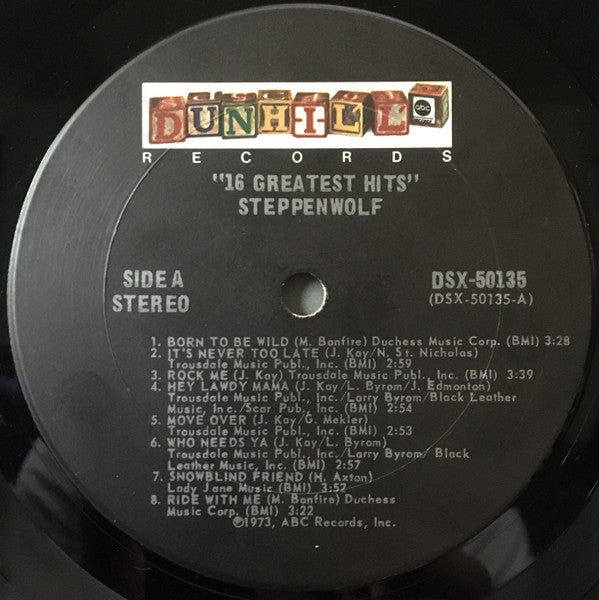 DUNHILL abc
RECORDS
"16 GREATEST HITS"
STEPPENWOLF
SIDE A
STEREO
DSX-50135
(DSX-50135-A)
1. BORN TO BE WILD (M. Bonfire) Duchess Music Corp. (BMI) 3:28
2. IT'S NEVER TOO LATE (J. Kay/N. St. Nicholas)
Trousdale Music Publ., Inc. (BMI) 2:59
3. ROCK ME (J. Kay) Trousdale Music Publ., Inc. (BMI) 3:39
4. HEY LAWDY MAMA (J. Kay/L. Byrom/J. Edmonton)
Trousdale Music Publ., Inc./Larry Byrom/Black Leather
Music, Inc./Scar Pub., Inc. (BMI) 2:54
5. MOVE OVER (J. Kay/G. Mekler)
Trousdale Music Publ., Inc. (BMI) 2:53
6. WHO NEEDS YA (J. Kay/L. Byrom)
Trousdale Music Publ., Inc./Larry Byrom/ Black
Leather Music, Inc. (BMI) 2:57
7. SNOWBLIND FRIEND (H. Axton)
Lady Jane Music (BMI) 3:52
8. RIDE WITH ME (M. Bonfire) Duchess
Music Corp. (BMI) 3:22
℗1973, ABC Records, Inc.